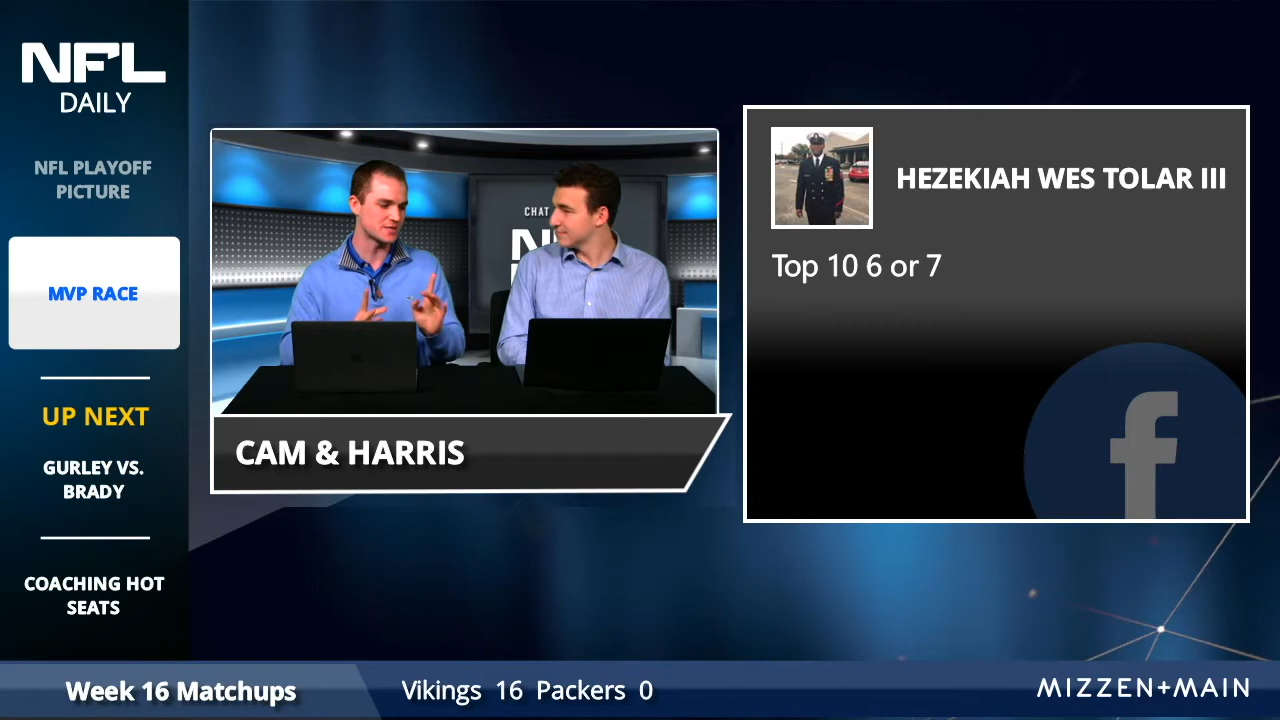 NFL
DAILY
NFL PLAYOFF
PICTURE
MVP RACE
UP NEXT
GURLEY VS.
BRADY
COACHING HOT
SEATS
CHAT
CAM & HARRIS
HEZEKIAH WES TOLAR III
Top 10 6 or 7
f
Week 16 Matchups
Vikings 16 Packers 0
MIZZEN+MAIN